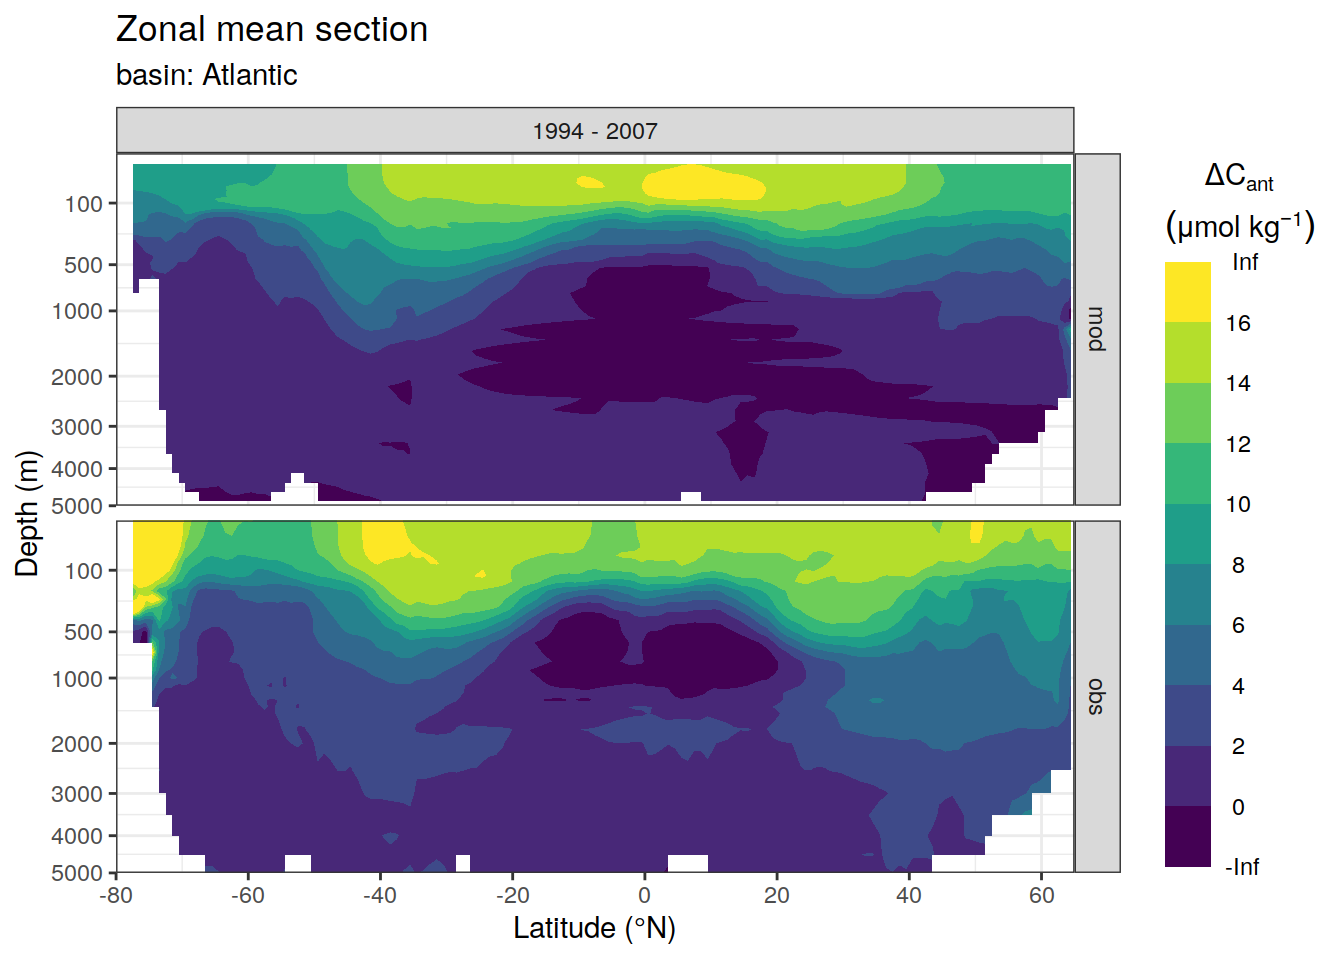 Zonal mean section
basin: Atlantic
1994 - 2007
mod
obs
Depth (m)
100
500
1000
2000
3000
4000
5000
100
500
1000
2000
3000
4000
5000
-80
-60
-40
-20
0
20
40
60
Latitude (°N)
ΔCant
(μmol kg⁻¹)
Inf
16
14
12
10
8
6
4
2
0
-Inf